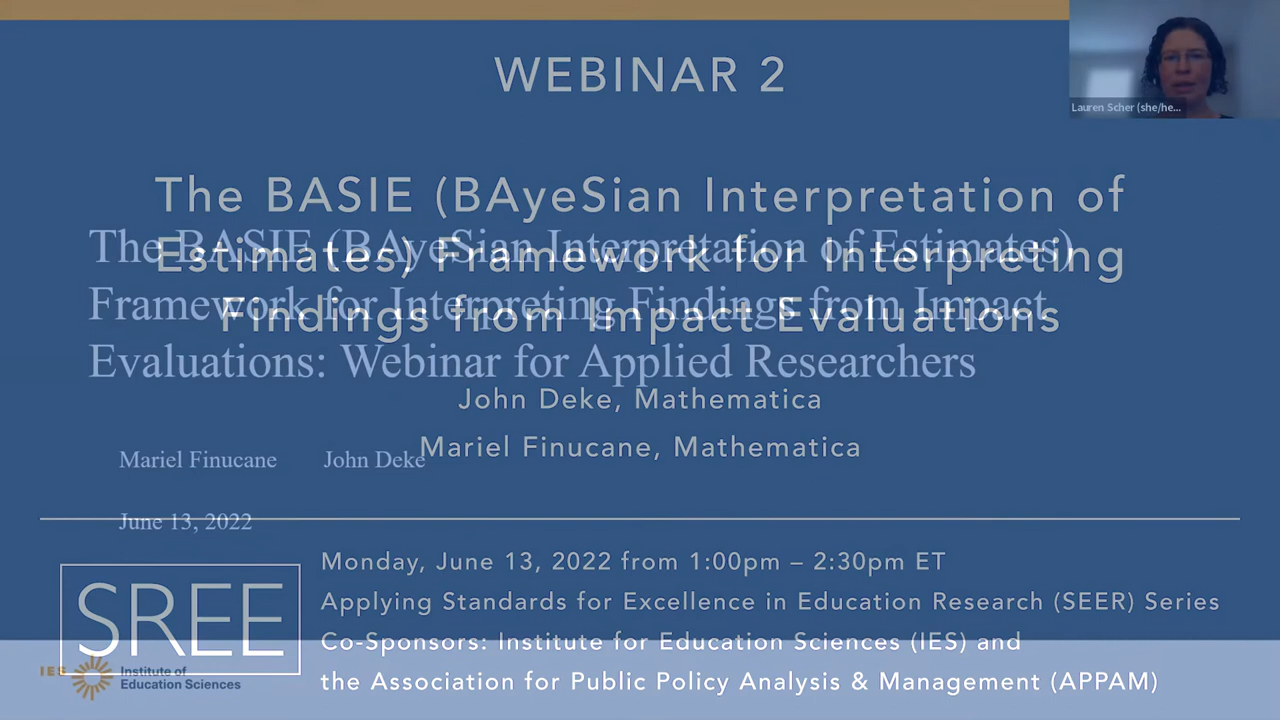 WEBINAR 2
Lauren Scher (she/he...
The BASIE (BAyeSian Interpretation of
Estimates) Framework for Interpreting
Findings from Impact Evaluations
The BASIE (BAyeSian Interpretation of Estimates)
Framework for Interpreting Findings from Impact
Evaluations: Webinar for Applied Researchers
John Deke, Mathematica
Mariel Finucane, Mathematica
Mariel Finucane John Deke
June 13, 2022
SREE
Monday, June 13, 2022 from 1:00pm – 2:30pm ET
Applying Standards for Excellence in Education Research (SEER) Series
Co-Sponsors: Institute for Education Sciences (IES) and
the Association for Public Policy Analysis & Management (APPAM)
IES
Institute of
Education Sciences